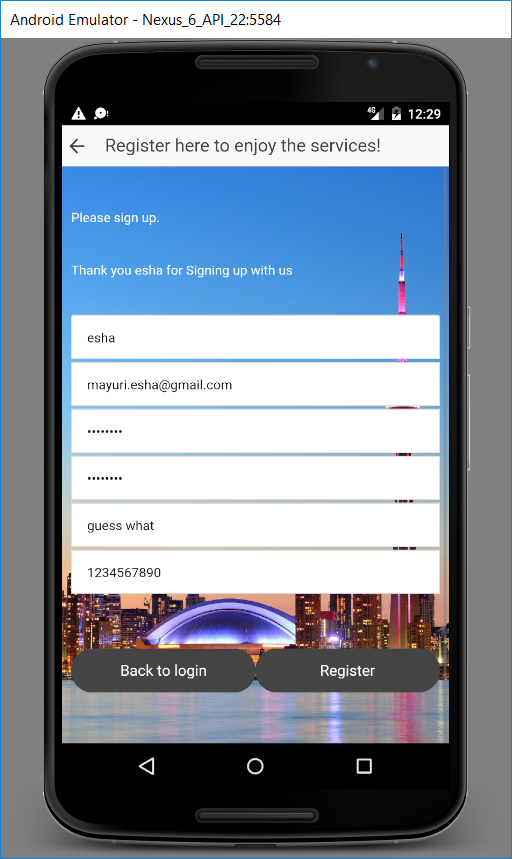 Android Emulator - Nexus_6_API_22:5584
4G 12:29
Register here to enjoy the services!
Please sign up.
Thank you esha for Signing up with us
esha
mayuri.esha@gmail.com
••••••••
••••••••
guess what
1234567890
Back to login Register